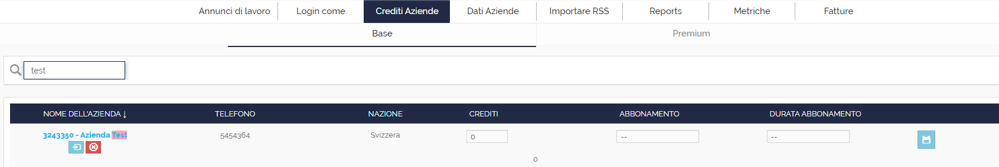 Annunci di lavoro Login come Crediti Aziende Dati Aziende Importare RSS Reports Metriche Fatture
Base Premium
test
NOME DELL'AZIENDA ↓ TELEFONO NAZIONE CREDITI ABBONAMENTO DURATA ABBONAMENTO
3243350 - Azienda Test 5454364 Svizzera 0 -- --
0